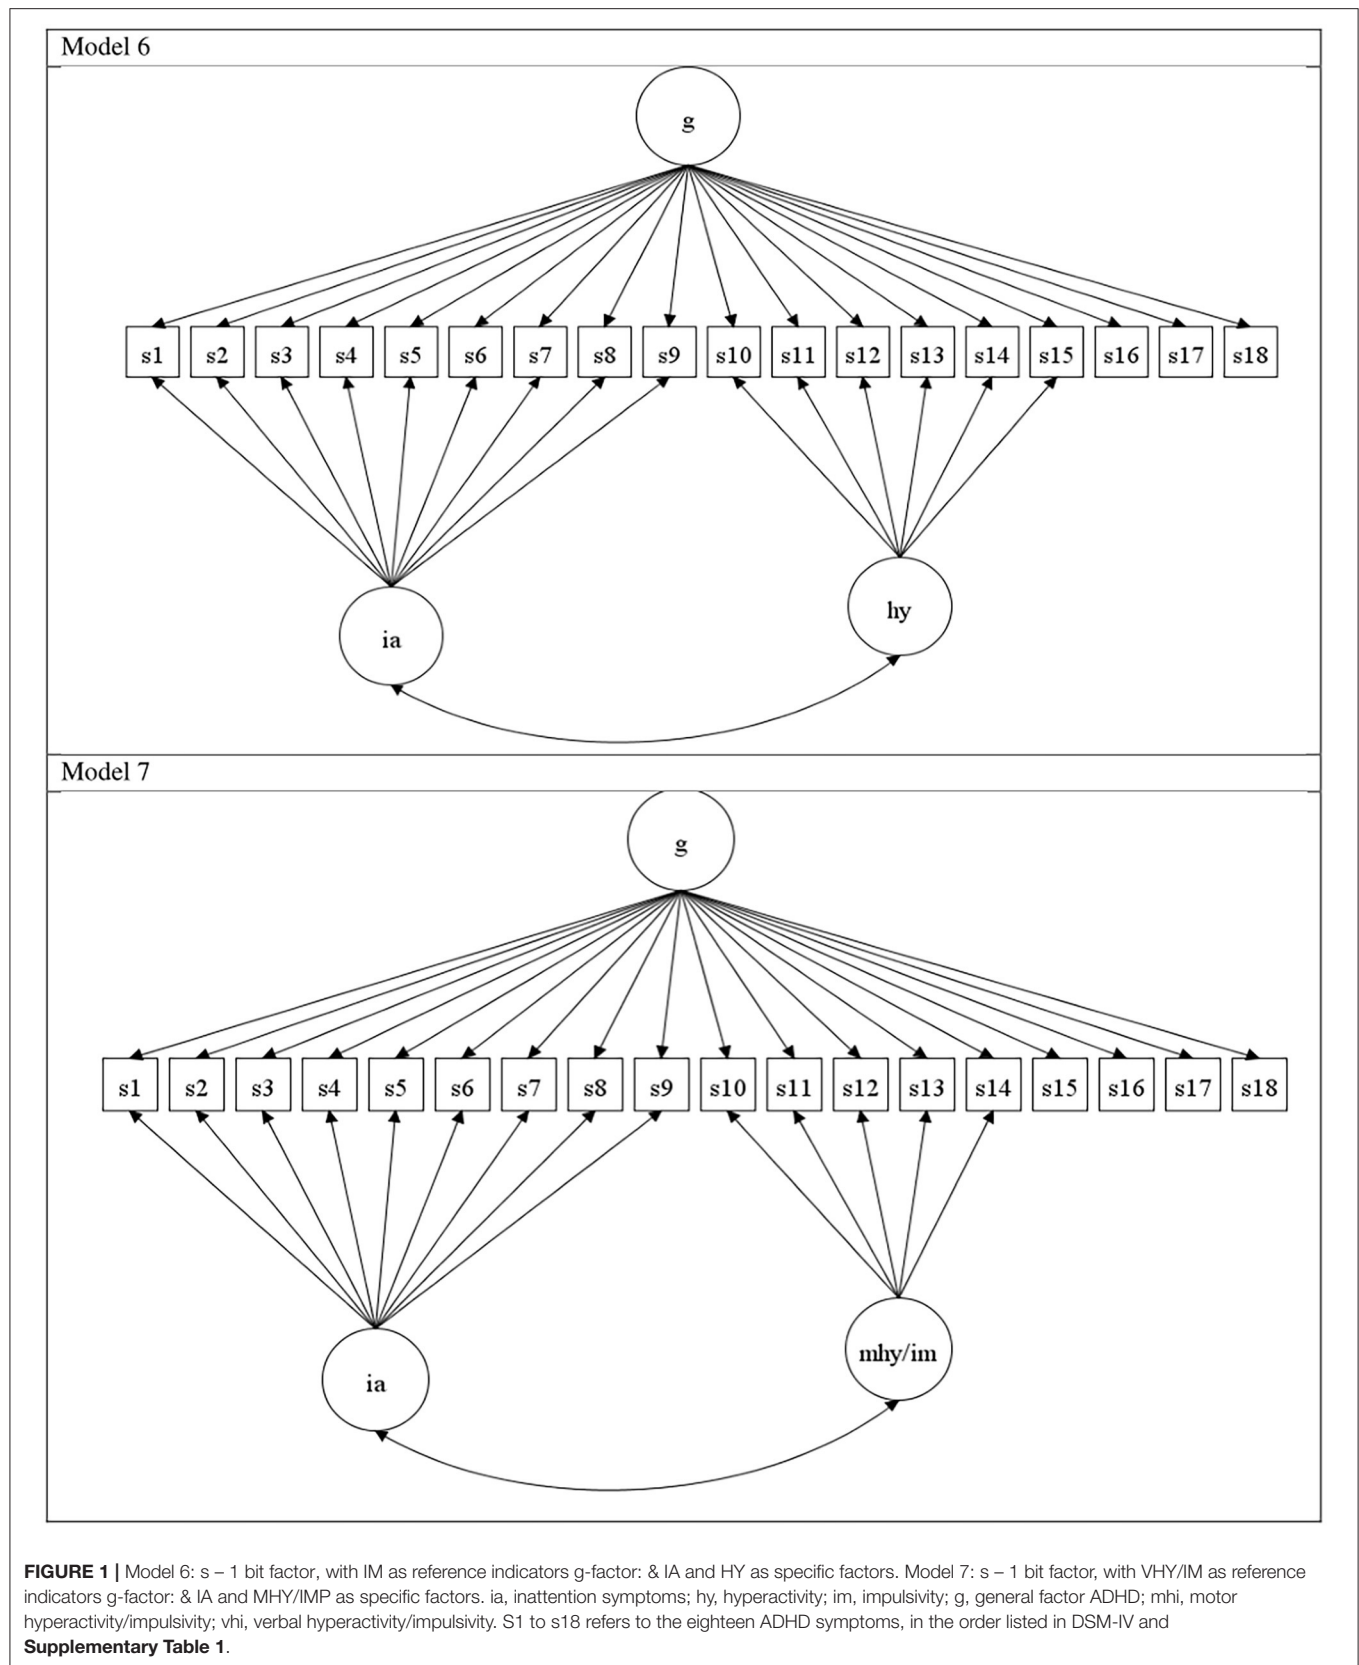 Model 6
g
s1 s2 s3 s4 s5 s6 s7 s8 s9 s10 s11 s12 s13 s14 s15 s16 s17 s18
hy
ia
Model 7
g
s1 s2 s3 s4 s5 s6 s7 s8 s9 s10 s11 s12 s13 s14 s15 s16 s17 s18
mhy/im
ia
FIGURE 1 | Model 6: s – 1 bit factor, with IM as reference indicators g-factor: & IA and HY as specific factors. Model 7: s – 1 bit factor, with VHY/IM as reference
indicators g-factor: & IA and MHY/IMP as specific factors. ia, inattention symptoms; hy, hyperactivity; im, impulsivity; g, general factor ADHD; mhi, motor
hyperactivity/impulsivity; vhi, verbal hyperactivity/impulsivity. S1 to s18 refers to the eighteen ADHD symptoms, in the order listed in DSM-IV and
Supplementary Table 1.